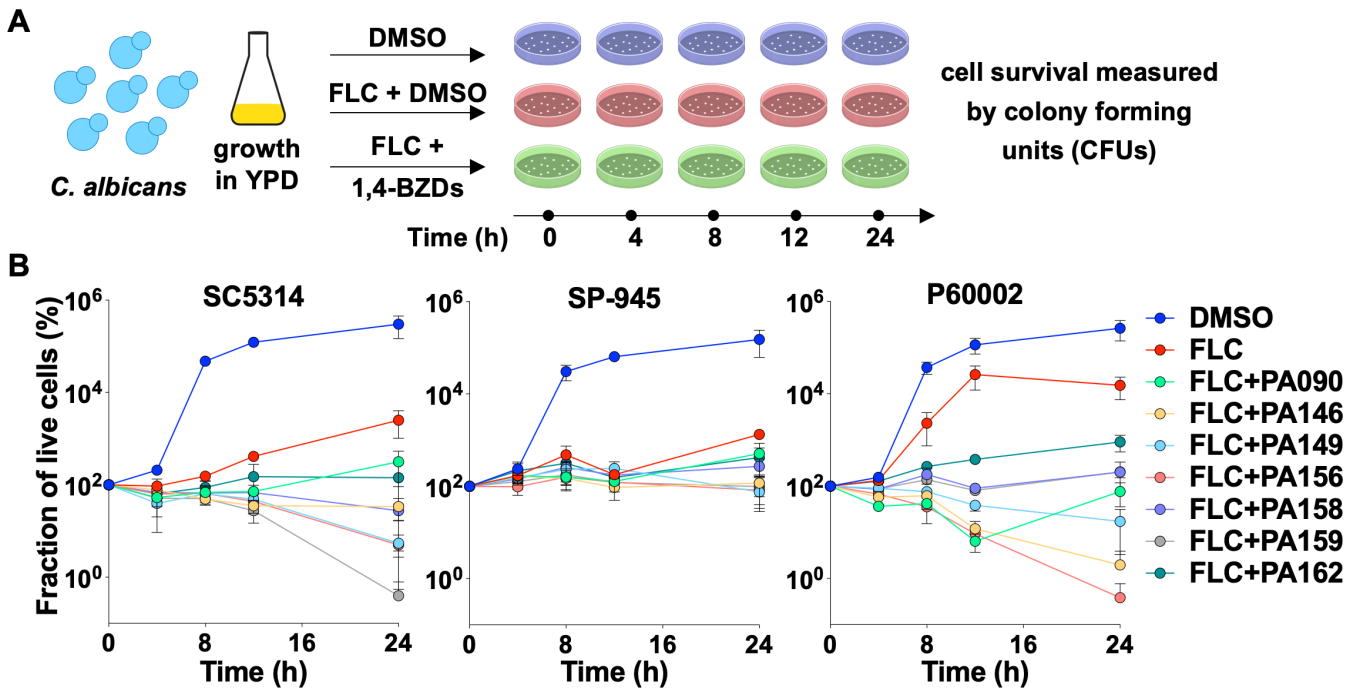 A
C. albicans
growth
in YPD
DMSO
FLC + DMSO
FLC +
1,4-BZDs
Time (h)
0 4 8 12 24
cell survival measured
by colony forming
units (CFUs)
B
Fraction of live cells (%)
SC5314
10^6
10^4
10^2
10^0
0 8 16 24
Time (h)
SP-945
10^6
10^4
10^2
10^0
0 8 16 24
Time (h)
P60002
10^6
10^4
10^2
10^0
0 8 16 24
Time (h)
DMSO
FLC
FLC+PA090
FLC+PA146
FLC+PA149
FLC+PA156
FLC+PA158
FLC+PA159
FLC+PA162